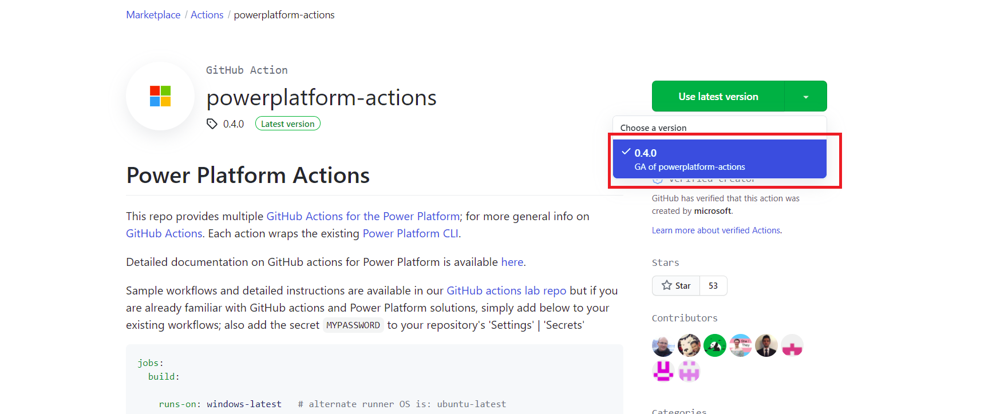 Marketplace / Actions / powerplatform-actions
GitHub Action
powerplatform-actions
0.4.0 Latest version
Use latest version
Choose a version
0.4.0
GA of powerplatform-actions
Verified creator
GitHub has verified that this action was
created by microsoft.
Learn more about verified Actions.
Stars
Star 53
Contributors
She /
They
Categories
Power Platform Actions
This repo provides multiple GitHub Actions for the Power Platform; for more general info on
GitHub Actions. Each action wraps the existing Power Platform CLI.
Detailed documentation on GitHub actions for Power Platform is available here.
Sample workflows and detailed instructions are available in our GitHub actions lab repo but if you
are already familiar with GitHub actions and Power Platform solutions, simply add below to your
existing workflows; also add the secret MYPASSWORD to your repository's 'Settings' | 'Secrets'
jobs:
build:
runs-on: windows-latest # alternate runner OS is: ubuntu-latest